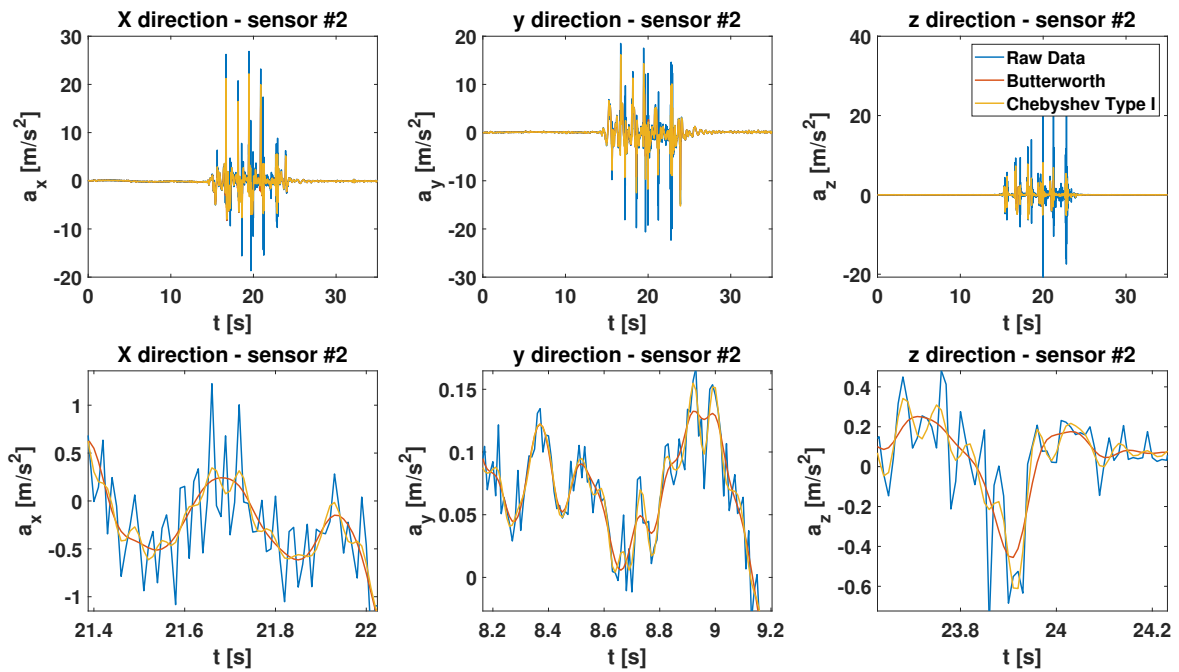 X direction - sensor #2
y direction - sensor #2
z direction - sensor #2
30
20
10
0
-10
-20
a_x [m/s^2]
0 10 20 30
t [s]
20
10
0
-10
-20
-30
a_y [m/s^2]
0 10 20 30
t [s]
40
20
0
-20
a_z [m/s^2]
0 10 20 30
t [s]
Raw Data
Butterworth
Chebyshev Type I
X direction - sensor #2
y direction - sensor #2
z direction - sensor #2
1
0.5
0
-0.5
-1
a_x [m/s^2]
21.4 21.6 21.8 22
t [s]
0.15
0.1
0.05
0
a_y [m/s^2]
8.2 8.4 8.6 8.8 9 9.2
t [s]
0.4
0.2
0
-0.2
-0.4
-0.6
a_z [m/s^2]
23.8 24 24.2
t [s]